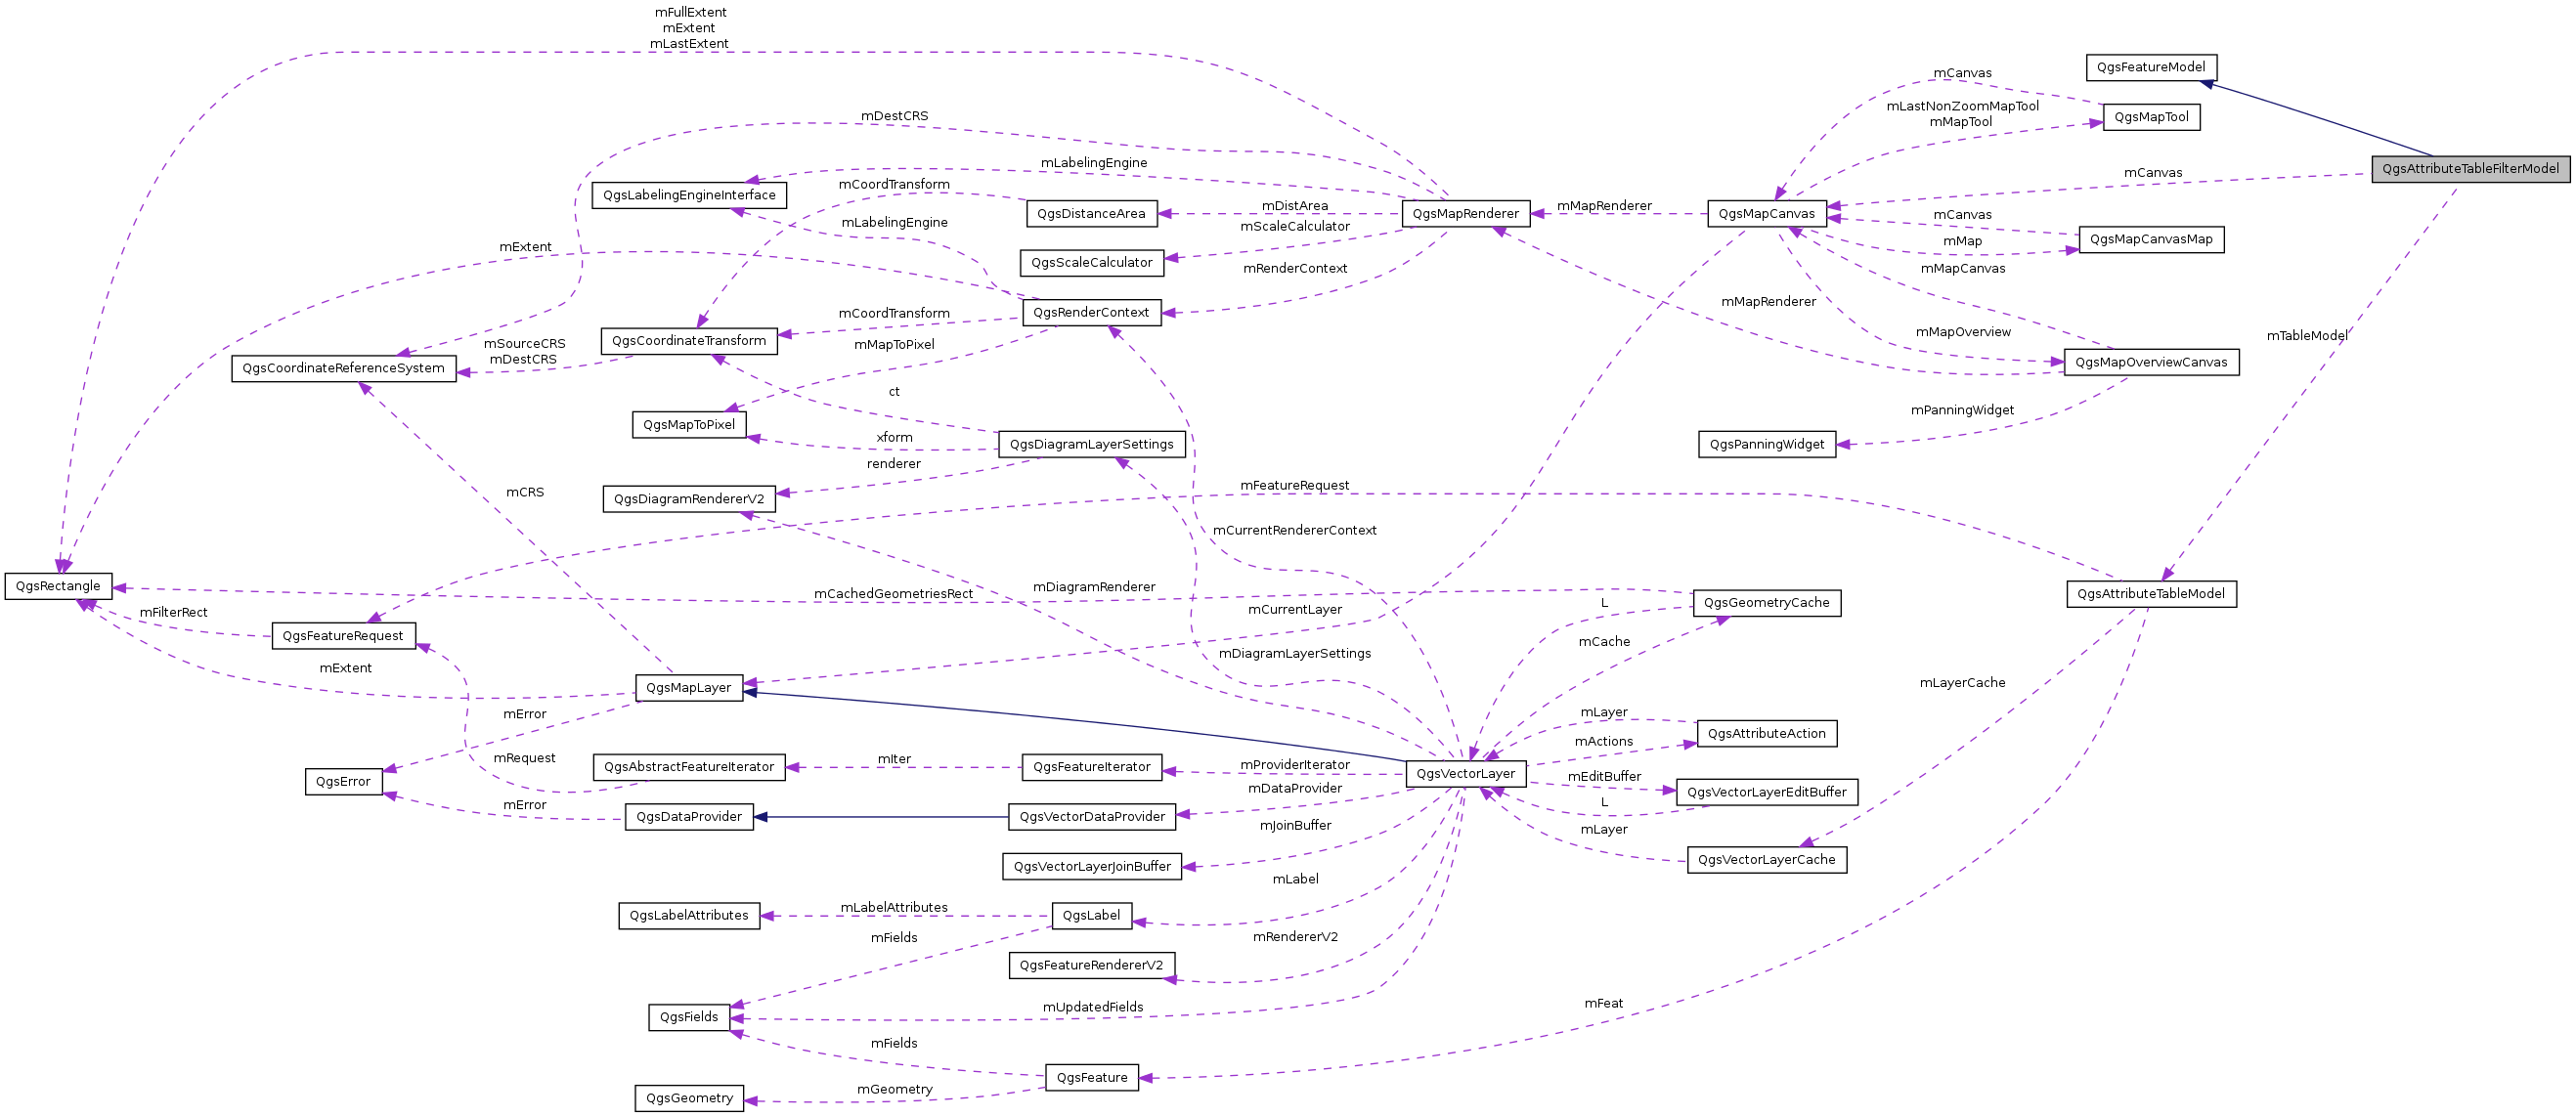 mFullExtent
mExtent
mLastExtent
QgsFeatureModel
mCanvas
mLastNonZoomMapTool
mMapTool
QgsMapTool
mDestCRS
mLabelingEngine
QgsAttributeTableFilterModel
mCanvas
QgsLabelingEngineInterface
mCoordTransform
mLabelingEngine
QgsDistanceArea
mDistArea
mScaleCalculator
QgsMapRenderer
mMapRenderer
QgsMapCanvas
mCanvas
mMap
QgsMapCanvasMap
mExtent
QgsScaleCalculator
mRenderContext
mMapCanvas
mCoordTransform
QgsRenderContext
mMapRenderer
mMapOverview
mTableModel
mSourceCRS
mDestCRS
QgsCoordinateTransform
mMapToPixel
QgsCoordinateReferenceSystem
QgsMapOverviewCanvas
ct
mPanningWidget
QgsMapToPixel
xform
QgsDiagramLayerSettings
QgsPanningWidget
renderer
mCRS
QgsDiagramRendererV2
mFeatureRequest
mCurrentRendererContext
QgsRectangle
mDiagramRenderer
mCachedGeometriesRect
mFilterRect
QgsFeatureRequest
mCurrentLayer
L
QgsGeometryCache
QgsAttributeTableModel
mCache
mExtent
mDiagramLayerSettings
QgsMapLayer
mLayerCache
mError
mLayer
QgsAttributeAction
mActions
mRequest
QgsAbstractFeatureIterator
mIter
QgsFeatureIterator
mProviderIterator
QgsVectorLayer
mEditBuffer
QgsVectorLayerEditBuffer
QgsError
mDataProvider
L
mError
QgsDataProvider
QgsVectorDataProvider
mJoinBuffer
mLayer
QgsVectorLayerCache
QgsVectorLayerJoinBuffer
mLabel
QgsLabelAttributes
mLabelAttributes
QgsLabel
mFields
mRendererV2
QgsFeatureRendererV2
mUpdatedFields
mFeat
QgsFields
mFields
QgsFeature
mGeometry
QgsGeometry